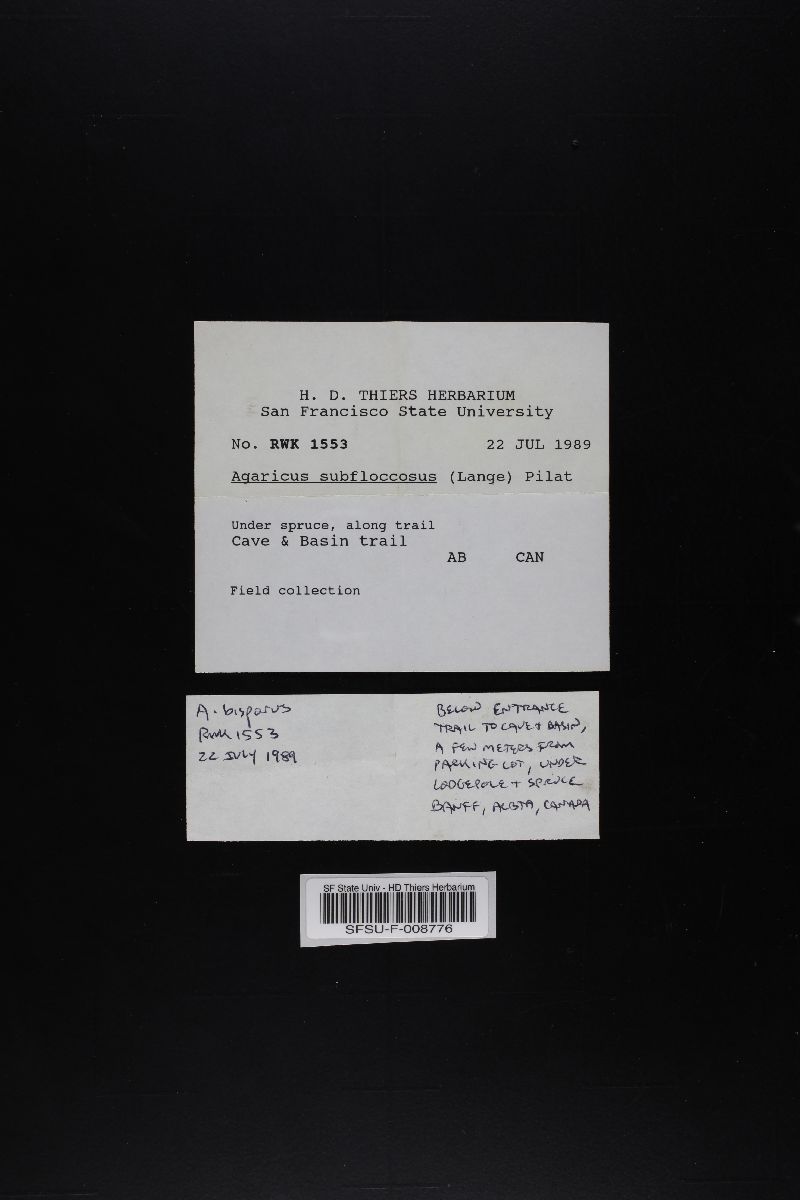 H. D. THIERS HERBARIUM
San Francisco State University
No. RWK 1553 22 JUL 1989
Agaricus subfloccosus (Lange) Pilat
Under spruce, along trail
Cave & Basin trail
AB CAN
Field collection
A. bisporus
RWK 1553
22 JULY 1989
BELOW ENTRANCE
TRAIL TO CAVE + BASIN,
A FEW METERS FROM
PARKING LOT, UNDER
LODGEPOLE + SPRUCE
BANFF, ALBTA, CANADA
SF State Univ - HD Thiers Herbarium
SFSU-F-008776